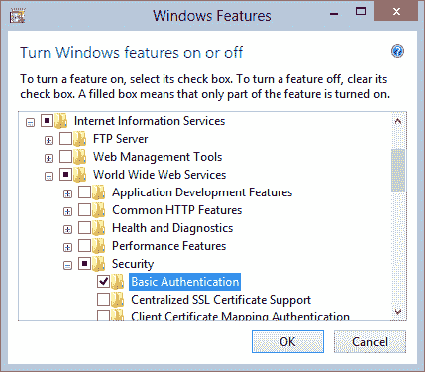 Windows Features
Turn Windows features on or off
To turn a feature on, select its check box. To turn a feature off, clear its
check box. A filled box means that only part of the feature is turned on.
Internet Information Services
FTP Server
Web Management Tools
World Wide Web Services
Application Development Features
Common HTTP Features
Health and Diagnostics
Performance Features
Security
Basic Authentication
Centralized SSL Certificate Support
Client Certificate Mapping Authentication
OK Cancel